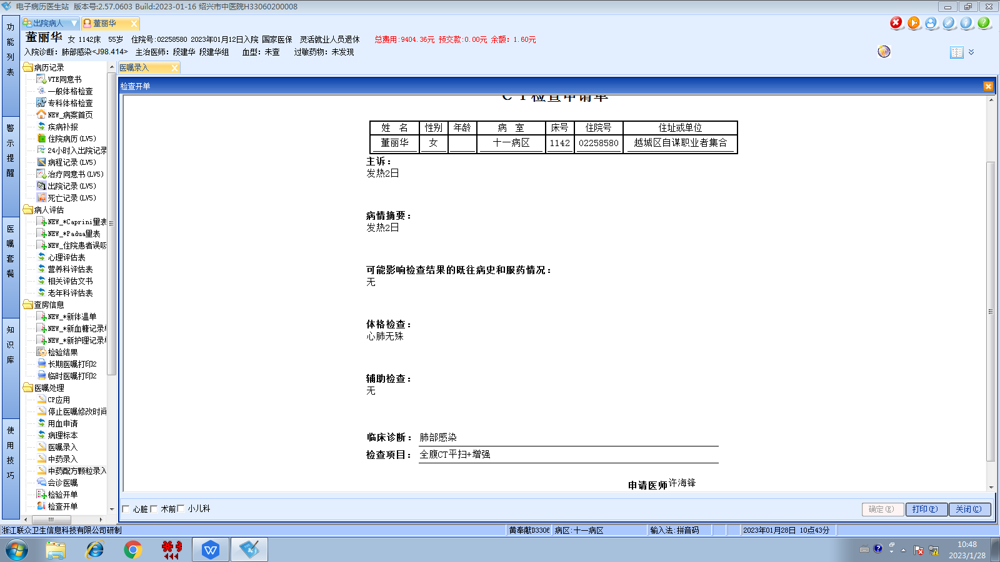 电子病历医生站 版本号:2.57.0603 Build:2023-01-16 绍兴市中医院H33060200008
出院病人
董丽华
董丽华 女 1142床 55岁 住院号:02258580 2023年01月12日入院 国家医保 灵活就业人员退休 总费用:9404.36元 预交款:0.00元 余额: 1.60元
入院诊断: 肺部感染<J98.414> 主治医师: 段建华 段建华组 血型: 未查 过敏药物: 未发现
功能列表
警示提醒
医嘱套餐
知识库
使用技巧
病历记录
VTE同意书
一般体格检查
专科体格检查
NEW_病案首页
疾病补报
住院病历(LV5)
24小时入出院记录
病程记录(LV5)
治疗同意书(LV5)
出院记录(LV5)
死亡记录(LV5)
病人评估
NEW_*Caprini量表
NEW_*Padua量表
NEW_住院患者误吸
心理评估表
营养科评估表
相关评估文书
老年科评估表
查房信息
NEW_*新体温单
NEW_*新血糖记录单
NEW_*新护理记录单
检验结果
长期医嘱打印2
临时医嘱打印2
医嘱处理
CP应用
停止医嘱修改时间
用血申请
病理标本
医嘱录入
中药录入
中药配方颗粒录入
会诊医嘱
检验开单
检查开单
医嘱录入
检查开单
CT检查申请单
姓 名 性别 年龄 病 室 床号 住院号 住址或单位
董丽华 女 十一病区 1142 02258580 越城区自谋职业者集合
主诉:
发热2日
病情摘要:
发热2日
可能影响检查结果的既往病史和服药情况:
无
体格检查:
心肺无殊
辅助检查:
无
临床诊断: 肺部感染
检查项目: 全腹CT平扫+增强
申请医师 许海锋
心脏 术前 小儿科
确定(E) 打印(P) 关闭(C)
浙江联众卫生信息科技有限公司研制 黄奉献D3306 病区:十一病区 输入法:拼音码 2023年01月28日 10点43分
10:48
2023/1/28